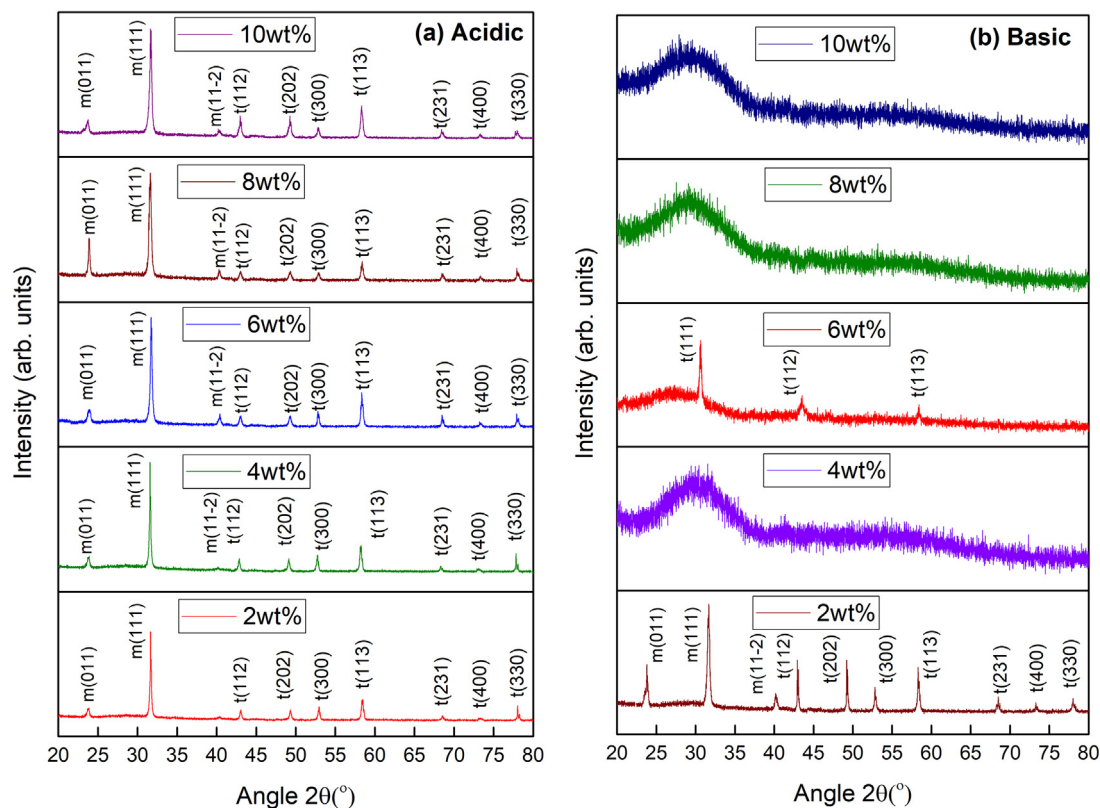 (a) Acidic
10wt%
m(011)
m(111)
m(11-2)
t(112)
t(202)
t(300)
t(113)
t(231)
t(400)
t(330)
8wt%
m(011)
m(111)
m(11-2)
t(112)
t(202)
t(300)
t(113)
t(231)
t(400)
t(330)
6wt%
m(011)
m(111)
m(11-2)
t(112)
t(202)
t(300)
t(113)
t(231)
t(400)
t(330)
4wt%
m(011)
m(111)
m(11-2)
t(112)
t(202)
t(300)
t(113)
t(231)
t(400)
t(330)
2wt%
m(011)
m(111)
t(112)
t(202)
t(300)
t(113)
t(231)
t(400)
t(330)
20 25 30 35 40 45 50 55 60 65 70 75 80
Angle 2θ(°)
Intensity (arb. units)
(b) Basic
10wt%
8wt%
6wt%
t(111)
t(112)
t(113)
4wt%
2wt%
m(011)
m(111)
m(11-2)
t(112)
t(202)
t(300)
t(113)
t(231)
t(400)
t(330)
20 25 30 35 40 45 50 55 60 65 70 75 80
Angle 2θ(°)
Intensity (arb. units)